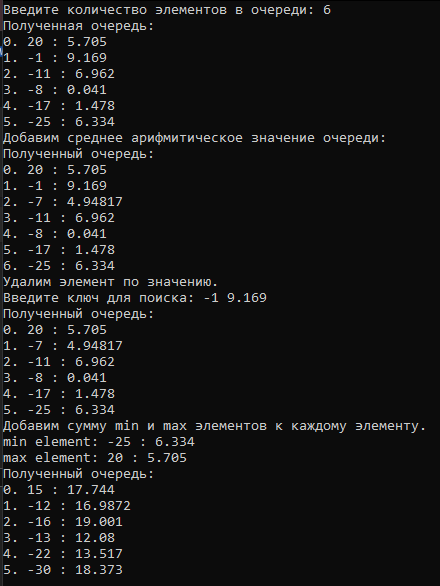 Введите количество элементов в очереди: 6
Полученная очередь:
0. 20 : 5.705
1. -1 : 9.169
2. -11 : 6.962
3. -8 : 0.041
4. -17 : 1.478
5. -25 : 6.334
Добавим среднее арифмитическое значение очереди:
Полученный очередь:
0. 20 : 5.705
1. -1 : 9.169
2. -7 : 4.94817
3. -11 : 6.962
4. -8 : 0.041
5. -17 : 1.478
6. -25 : 6.334
Удалим элемент по значению.
Введите ключ для поиска: -1 9.169
Полученный очередь:
0. 20 : 5.705
1. -7 : 4.94817
2. -11 : 6.962
3. -8 : 0.041
4. -17 : 1.478
5. -25 : 6.334
Добавим сумму min и max элементов к каждому элементу.
min element: -25 : 6.334
max element: 20 : 5.705
Полученный очередь:
0. 15 : 17.744
1. -12 : 16.9872
2. -16 : 19.001
3. -13 : 12.08
4. -22 : 13.517
5. -30 : 18.373